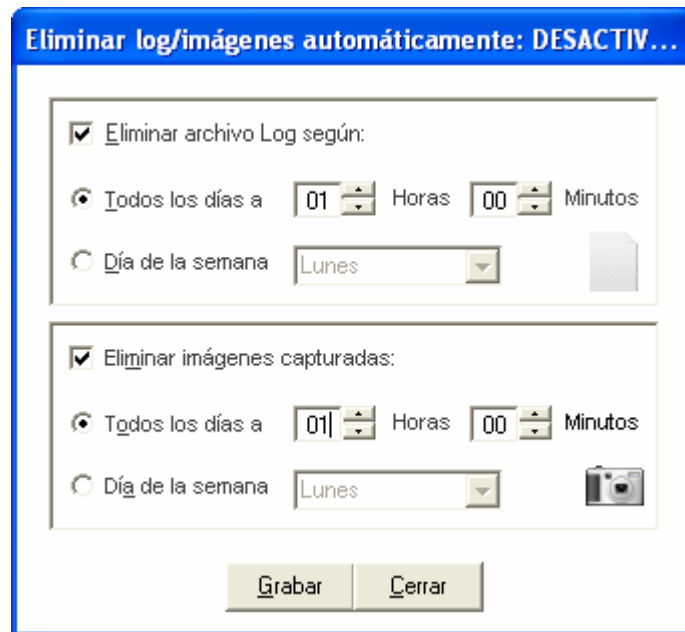 Eliminar log/imágenes automáticamente: DESACTIV...
Eliminar archivo Log según:
Todos los días a 01 Horas 00 Minutos
Día de la semana Lunes
Eliminar imágenes capturadas:
Todos los días a 01 Horas 00 Minutos
Día de la semana Lunes
Grabar Cerrar